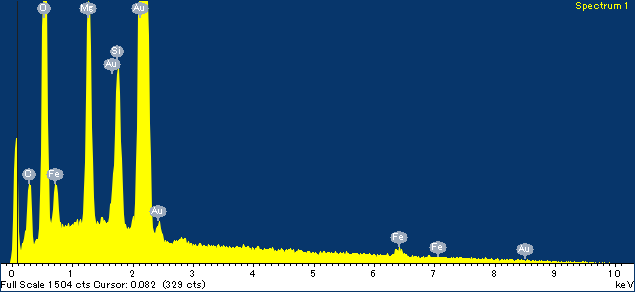 Spectrum 1
O Mg Au
Si
Au
C Fe
Au
Fe
Fe Au
0 1 2 3 4 5 6 7 8 9 10
Full Scale 1504 cts Cursor: 0.082 (329 cts) keV